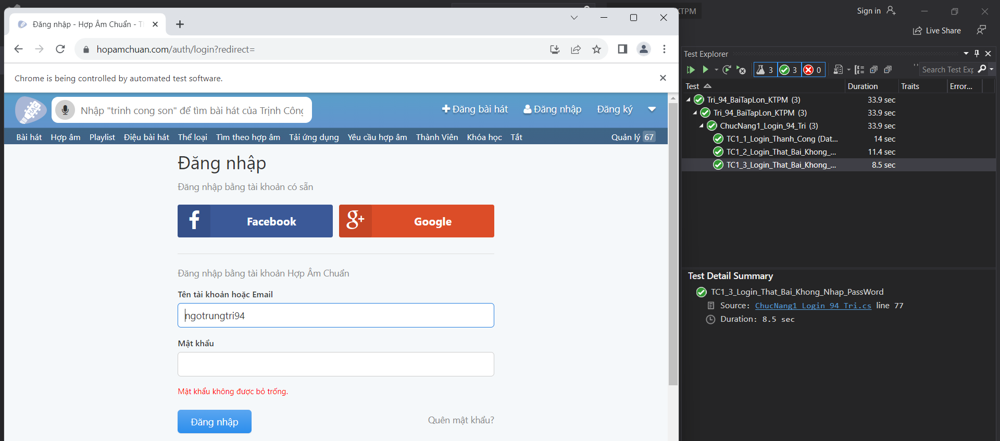 Đăng nhập - Hợp Âm Chuẩn - Th
KTPM
Sign in
Live Share
hopamchuan.com/auth/login?redirect=
Chrome is being controlled by automated test software.
HAC
Nhập "trinh cong son" để tìm bài hát của Trịnh Công
Đăng bài hát
Đăng nhập
Đăng ký
Bài hát Hợp âm Playlist Điệu bài hát Thể loại Tìm theo hợp âm Tải ứng dụng Yêu cầu hợp âm Thành Viên Khóa học Tắt Quản lý 67
Đăng nhập
Đăng nhập bằng tài khoản có sẵn
Facebook
g+ Google
Đăng nhập bằng tài khoản Hợp Âm Chuẩn
Tên tài khoản hoặc Email
ngotrungtri94
Mật khẩu
Mật khẩu không được bỏ trống.
Đăng nhập
Quên mật khẩu?
Test Explorer
3 3 0
Search Test Exp
Test Duration Traits Error...
Tri_94_BaiTapLon_KTPM (3) 33.9 sec
Tri_94_BaiTapLon_KTPM (3) 33.9 sec
ChucNang1_Login_94_Tri (3) 33.9 sec
TC1_1_Login_Thanh_Cong (Dat... 14 sec
TC1_2_Login_That_Bai_Khong_... 11.4 sec
TC1_3_Login_That_Bai_Khong_... 8.5 sec
Test Detail Summary
TC1_3_Login_That_Bai_Khong_Nhap_PassWord
Source: ChucNang1_Login_94_Tri.cs line 77
Duration: 8.5 sec